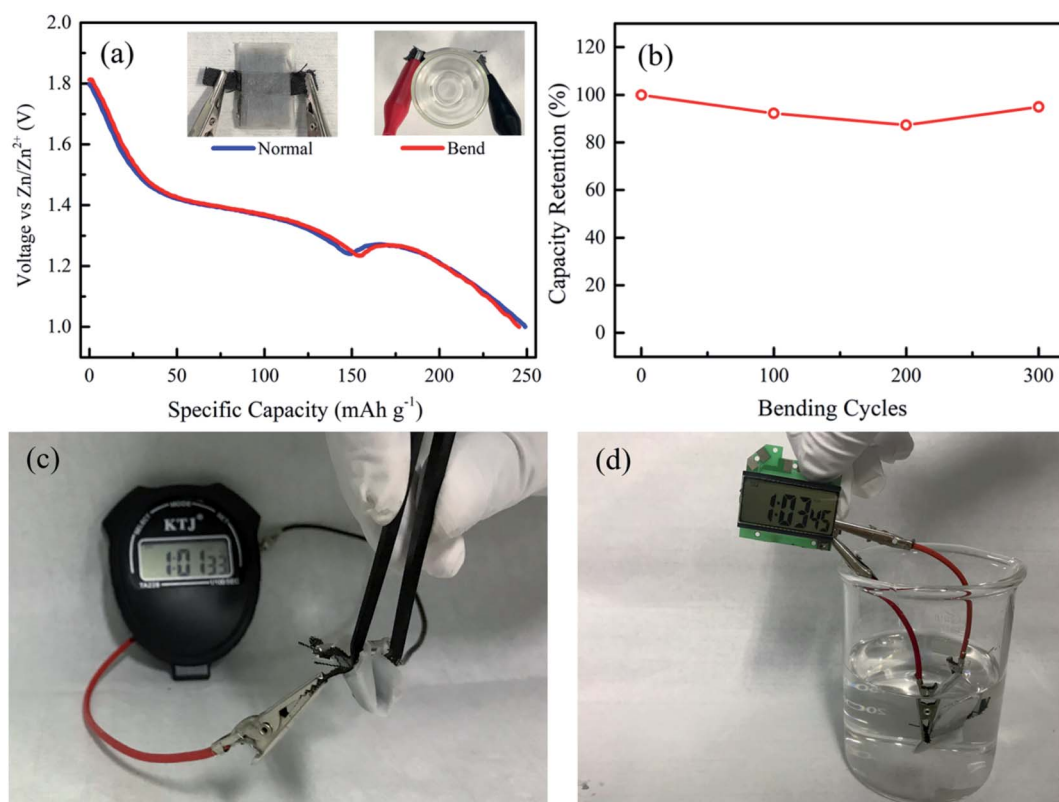 (a)
2.0
1.8
1.6
1.4
1.2
1.0
Voltage vs Zn/Zn²⁺ (V)
Normal
Bend
0 50 100 150 200 250
Specific Capacity (mAh g⁻¹)
(b)
120
100
80
60
40
20
0
Capacity Retention (%)
0 100 200 300
Bending Cycles
(c)
MODE
KTJ®
1:01 33
TA228
(d)
1:03 45